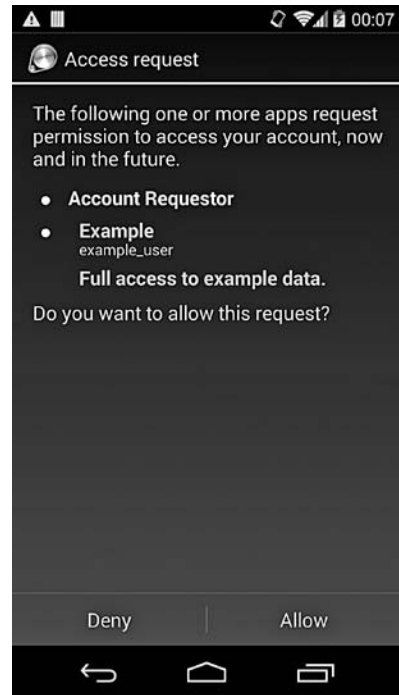 00:07
Access request
The following one or more apps request
permission to access your account, now
and in the future.
Account Requestor
Example
example_user
Full access to example data.
Do you want to allow this request?
Deny
Allow